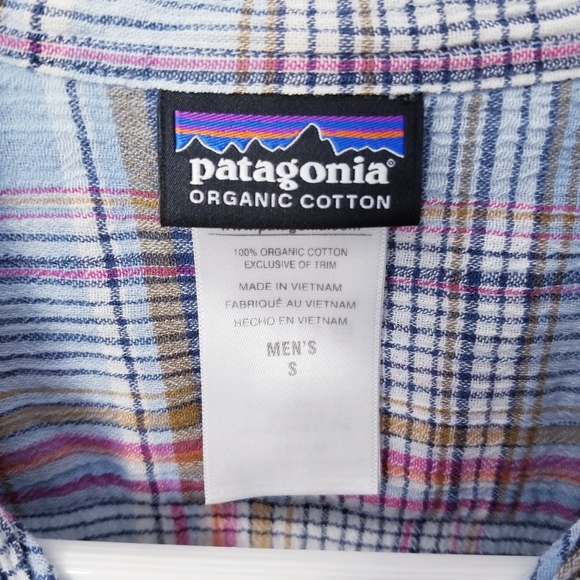 patagonia®
ORGANIC COTTON
100% ORGANIC COTTON
EXCLUSIVE OF TRIM
MADE IN VIETNAM
FABRIQUÉ AU VIETNAM
HECHO EN VIETNAM
MEN'S
S